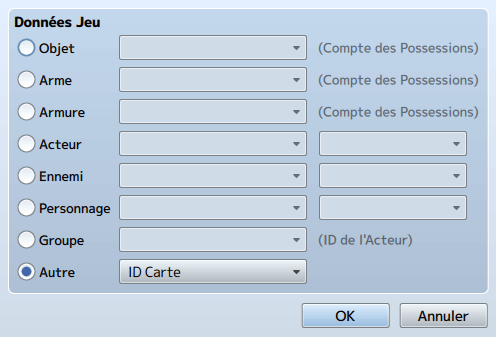 Données Jeu
Objet (Compte des Possessions)
Arme (Compte des Possessions)
Armure (Compte des Possessions)
Acteur
Ennemi
Personnage
Groupe (ID de l'Acteur)
Autre ID Carte
OK Annuler